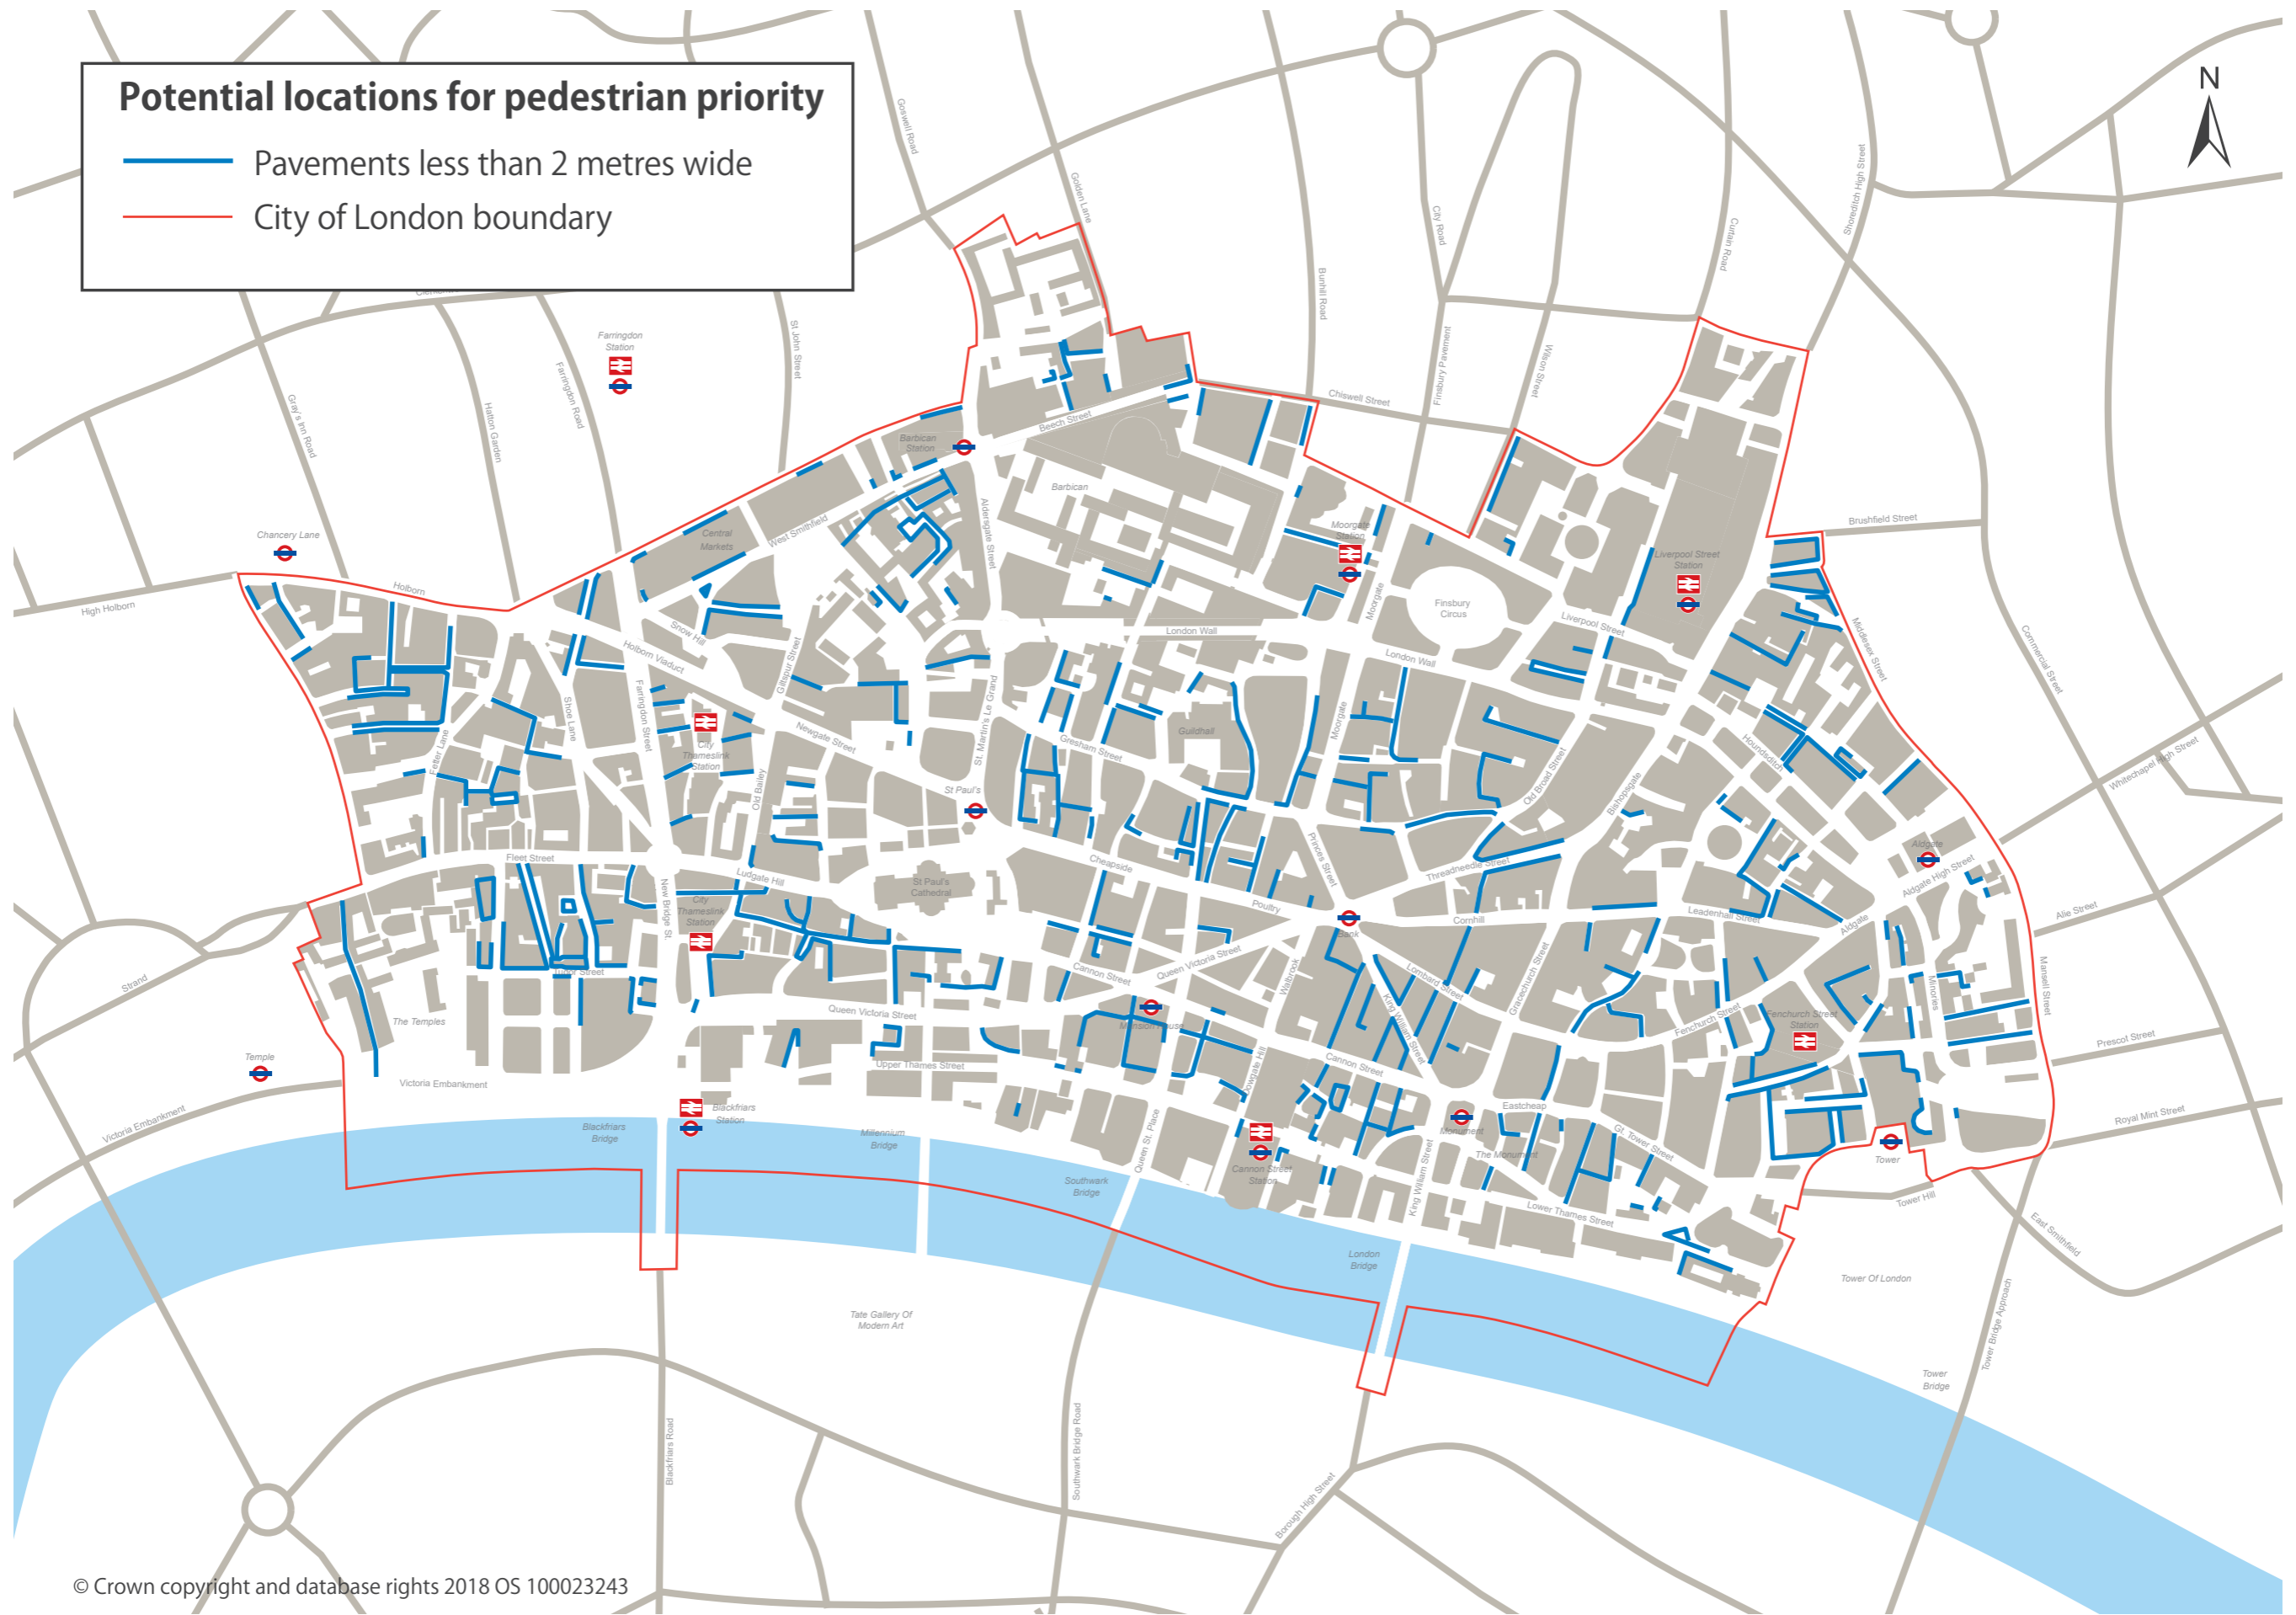 Potential locations for pedestrian priority
Pavements less than 2 metres wide
City of London boundary
N
Goswell Road
Golden Lane
Bunhill Road
City Road
Curtain Road
Shoreditch High Street
Farringdon
Station
St John Street
Gray's Inn Road
Hatton Garden
Farringdon Road
Finsbury Pavement
Wilson Street
Chiswell Street
Beech Street
Barbican
Station
Barbican
Aldersgate Street
Central
Markets
West Smithfield
Chancery Lane
High Holborn
Holborn
Moorgate
Station
Moorgate
Finsbury
Circus
Liverpool Street
Station
Liverpool Street
Brushfield Street
Middlesex Street
Commercial Street
Snow Hill
Holborn Viaduct
Giltspur Street
London Wall
London Wall
Shoe Lane
Farringdon Street
Fetter Lane
City
Thameslink
Station
Old Bailey
Newgate Street
St. Martin's Le Grand
Gresham Street
Guildhall
Moorgate
Old Broad Street
Bishopsgate
Houndsditch
Whitechapel High Street
St Paul's
Cheapside
Princes Street
Threadneedle Street
Aldgate
Aldgate High Street
Fleet Street
Ludgate Hill
St Paul's
Cathedral
New Bridge St.
City
Thameslink
Station
Poultry
Bank
Cornhill
Leadenhall Street
Aldgate
Alie Street
Strand
Tudor Street
Cannon Street
Queen Victoria Street
Walbrook
Lombard Street
King William Street
Gracechurch Street
Fenchurch Street
Fenchurch Street
Station
Minories
Mansell Street
The Temples
Queen Victoria Street
Mansion House
Upper Thames Street
Dowgate Hill
Cannon Street
Prescot Street
Temple
Victoria Embankment
Victoria Embankment
Blackfriars
Station
Blackfriars
Bridge
Millennium
Bridge
Queen St. Place
Southwark
Bridge
Cannon Street
Station
King William Street
Monument
The Monument
Eastcheap
Gt. Tower Street
Lower Thames Street
Tower
Tower Hill
Royal Mint Street
East Smithfield
London
Bridge
Tower Of London
Tower Bridge Approach
Tower
Bridge
Tate Gallery Of
Modern Art
Blackfriars Road
Southwark Bridge Road
Borough High Street
© Crown copyright and database rights 2018 OS 100023243